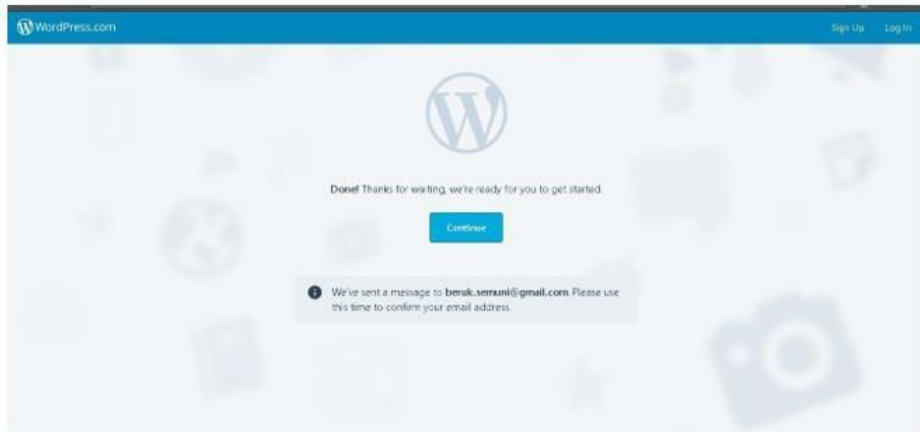 WordPress.com
Sign Up Log In
Done! Thanks for waiting, we're ready for you to get started.
Continue
We've sent a message to beruk.semuni@gmail.com. Please use
this time to confirm your email address.